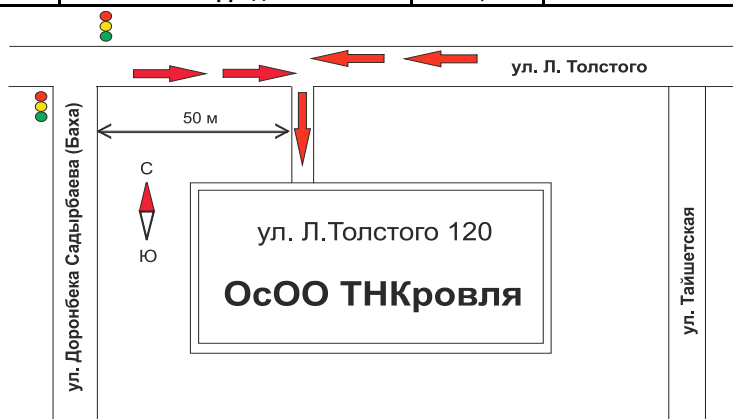 ул. Л. Толстого
50 м
ул. Доронбека Садырбаева (Баха)
С
Ю
ул. Л.Толстого 120
ОсОО ТНКровля
ул. Тайшетская